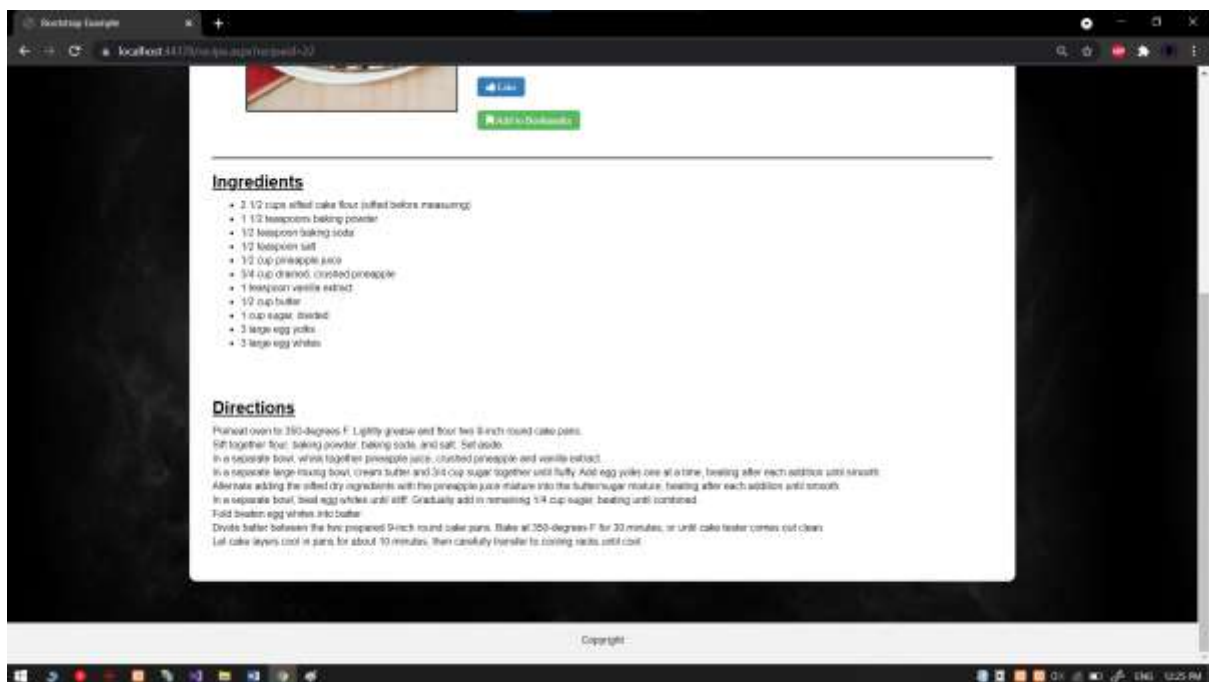 Bootstrap Example
localhost
Like
Add to Bookmarks
Ingredients
2 1/2 cups sifted cake flour (sifted before measuring)
1 1/2 teaspoons baking powder
1/2 teaspoon baking soda
1/2 teaspoon salt
1/2 cup pineapple juice
3/4 cup drained, crushed pineapple
1 teaspoon vanilla extract
1/2 cup butter
1 cup sugar, divided
3 large egg yolks
3 large egg whites
Directions
Preheat oven to 350-degrees F. Lightly grease and flour two 9-inch round cake pans.
Sift together flour, baking powder, baking soda, and salt. Set aside.
In a separate bowl, whisk together pineapple juice, crushed pineapple and vanilla extract.
In a separate large mixing bowl, cream butter and 3/4 cup sugar together until fluffy. Add egg yolks one at a time, beating after each addition until smooth.
Alternate adding the sifted dry ingredients with the pineapple juice mixture into the butter/sugar mixture, beating after each addition until smooth.
In a separate bowl, beat egg whites until stiff. Gradually add in remaining 1/4 cup sugar, beating until combined.
Fold beaten egg whites into batter.
Divide batter between the two prepared 9-inch round cake pans. Bake at 350-degrees F for 30 minutes, or until cake tester comes out clean.
Let cake layers cool in pans for about 10 minutes, then carefully transfer to cooling racks until cool.
Copyright
ENG 12:25 PM